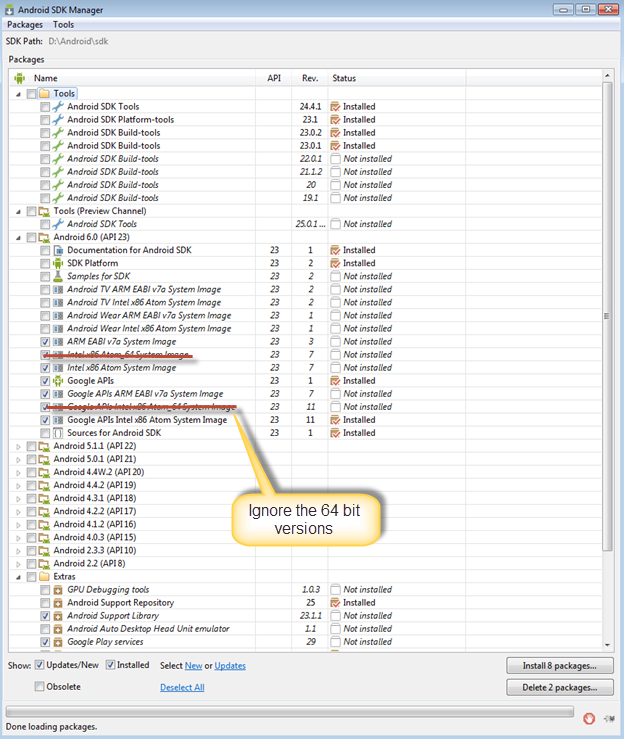 Android SDK Manager
Packages Tools
SDK Path: D:\Android\sdk
Packages
Name API Rev. Status
Tools
Android SDK Tools 24.4.1 Installed
Android SDK Platform-tools 23.1 Installed
Android SDK Build-tools 23.0.2 Installed
Android SDK Build-tools 23.0.1 Installed
Android SDK Build-tools 22.0.1 Not installed
Android SDK Build-tools 21.1.2 Not installed
Android SDK Build-tools 20 Not installed
Android SDK Build-tools 19.1 Not installed
Tools (Preview Channel)
Android SDK Tools 25.0.1 ... Not installed
Android 6.0 (API 23)
Documentation for Android SDK 23 1 Installed
SDK Platform 23 2 Installed
Samples for SDK 23 2 Not installed
Android TV ARM EABI v7a System Image 23 2 Not installed
Android TV Intel x86 Atom System Image 23 2 Not installed
Android Wear ARM EABI v7a System Image 23 1 Not installed
Android Wear Intel x86 Atom System Image 23 1 Not installed
ARM EABI v7a System Image 23 3 Not installed
Intel x86 Atom_64 System Image 23 7 Not installed
Intel x86 Atom System Image 23 7 Not installed
Google APIs 23 1 Installed
Google APIs ARM EABI v7a System Image 23 7 Not installed
Google APIs Intel x86 Atom_64 System Image 23 11 Not installed
Google APIs Intel x86 Atom System Image 23 11 Installed
Sources for Android SDK 23 1 Installed
Android 5.1.1 (API 22)
Android 5.0.1 (API 21)
Android 4.4W.2 (API 20)
Android 4.4.2 (API 19)
Android 4.3.1 (API 18)
Android 4.2.2 (API 17)
Android 4.1.2 (API 16)
Android 4.0.3 (API 15)
Android 2.3.3 (API 10)
Android 2.2 (API 8)
Ignore the 64 bit
versions
Extras
GPU Debugging tools 1.0.3 Not installed
Android Support Repository 25 Installed
Android Support Library 23.1.1 Not installed
Android Auto Desktop Head Unit emulator 1.1 Not installed
Google Play services 29 Not installed
Show: Updates/New Installed Select New or Updates Install 8 packages...
Obsolete Deselect All Delete 2 packages...
Done loading packages.